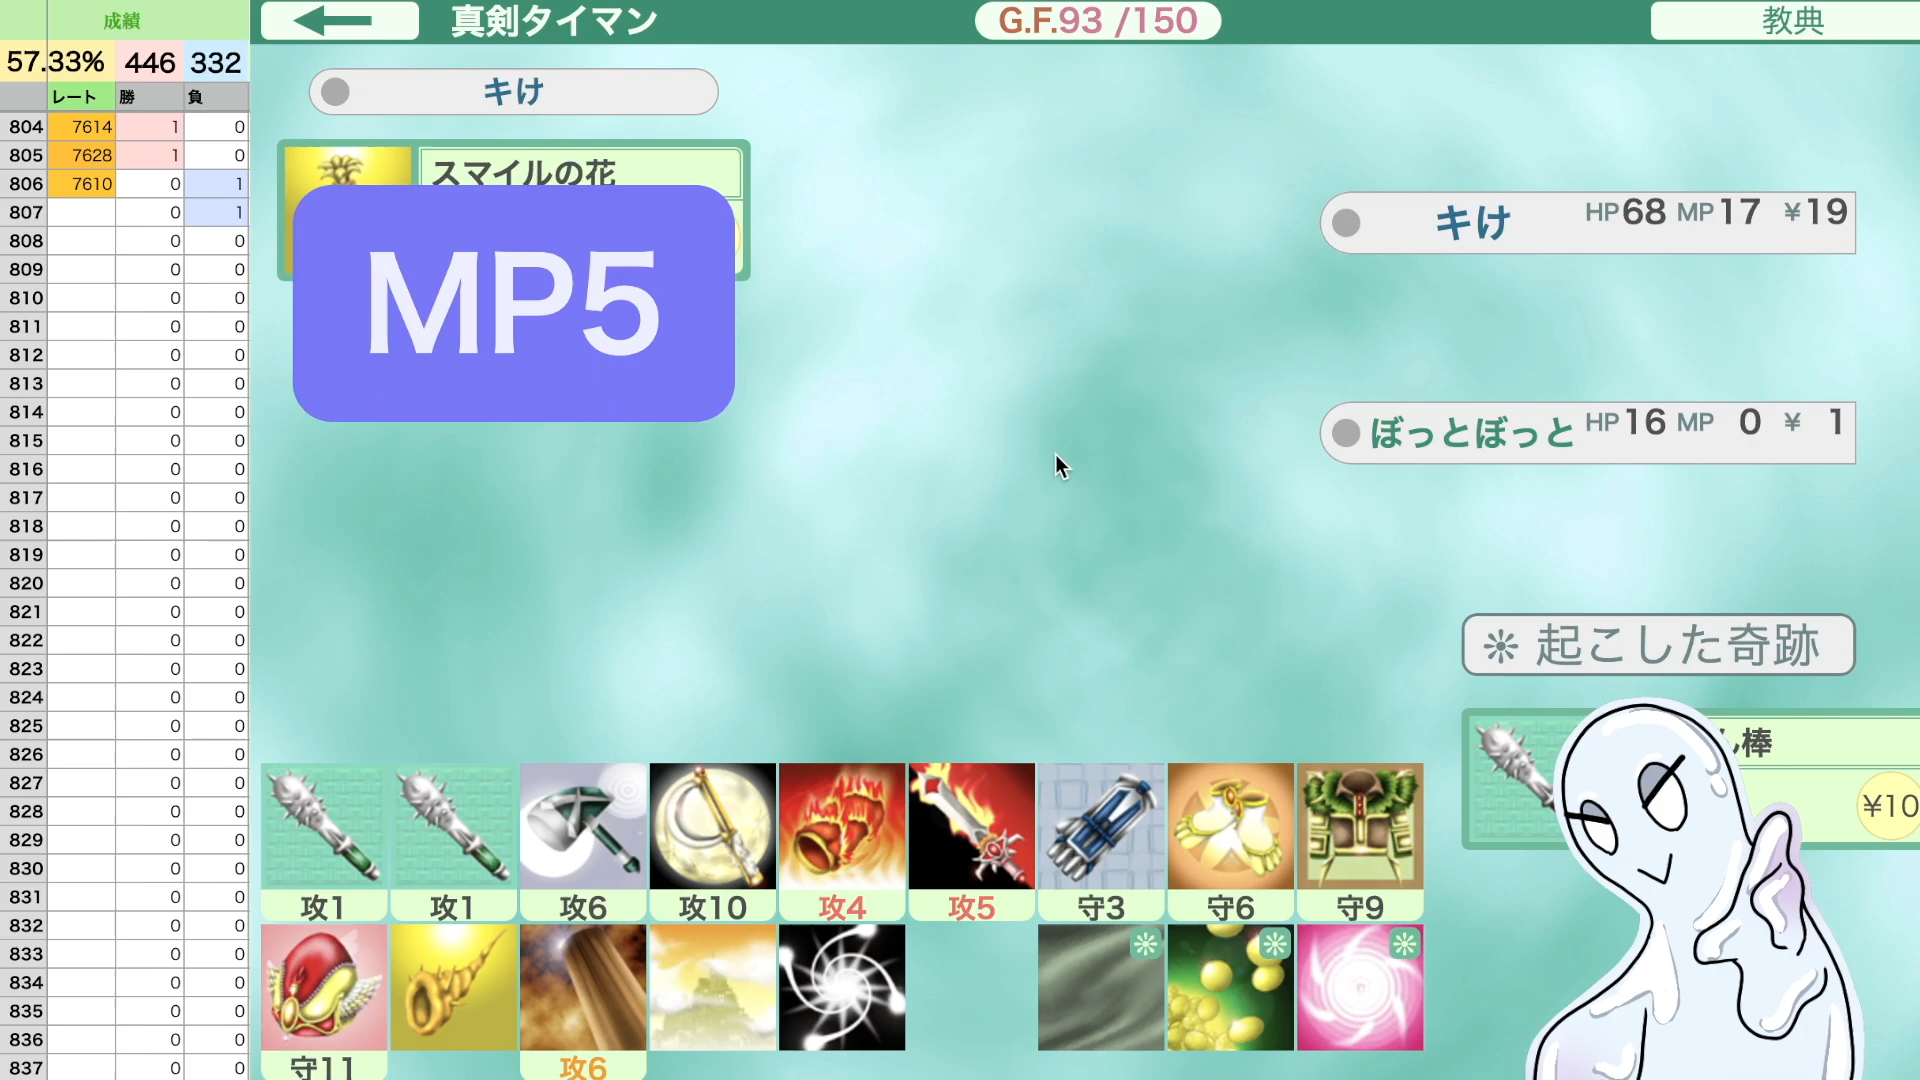 成績
57.33% 446 332
レート 勝 負
804 7614 1 0
805 7628 1 0
806 7610 0 1
807 0 1
808 0 0
809 0 0
810 0 0
811 0 0
812 0 0
813 0 0
814 0 0
815 0 0
816 0 0
817 0 0
818 0 0
819 0 0
820 0 0
821 0 0
822 0 0
823 0 0
824 0 0
825 0 0
826 0 0
827 0 0
828 0 0
829 0 0
830 0 0
831 0 0
832 0 0
833 0 0
834 0 0
835 0 0
836 0 0
837 0 0
真剣タイマン
G.F.93 /150
教典
キけ
スマイルの花
MP5
キけ HP68 MP17 ¥19
ぼっとぼっと HP16 MP 0 ¥ 1
起こした奇跡
棒
¥10
攻1 攻1 攻6 攻10 攻4 攻5 守3 守6 守9
守11 攻6